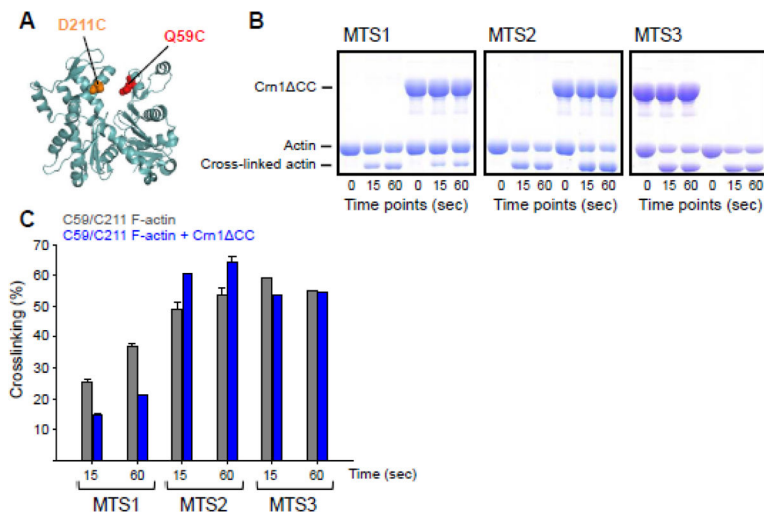 A
D211C
Q59C
B
MTS1
MTS2
MTS3
Crn1ΔCC
Actin
Cross-linked actin
0 15 60 0 15 60
0 15 60 0 15 60
0 15 60 0 15 60
Time points (sec)
Time points (sec)
Time points (sec)
C
C59/C211 F-actin
C59/C211 F-actin + Crn1ΔCC
Crosslinking (%)
70
60
50
40
30
20
10
15 60 15 60 15 60
Time (sec)
MTS1 MTS2 MTS3